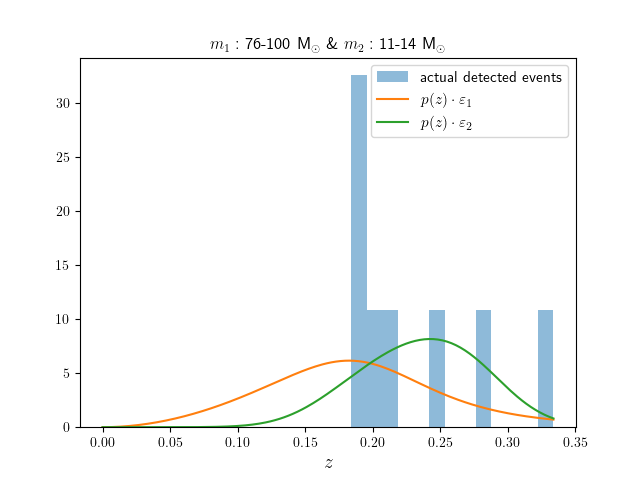 m₁ : 76-100 M⊙ & m₂ : 11-14 M⊙
actual detected events
p(z) · ε₁
p(z) · ε₂
30
25
20
15
10
5
0
0.00 0.05 0.10 0.15 0.20 0.25 0.30 0.35
z